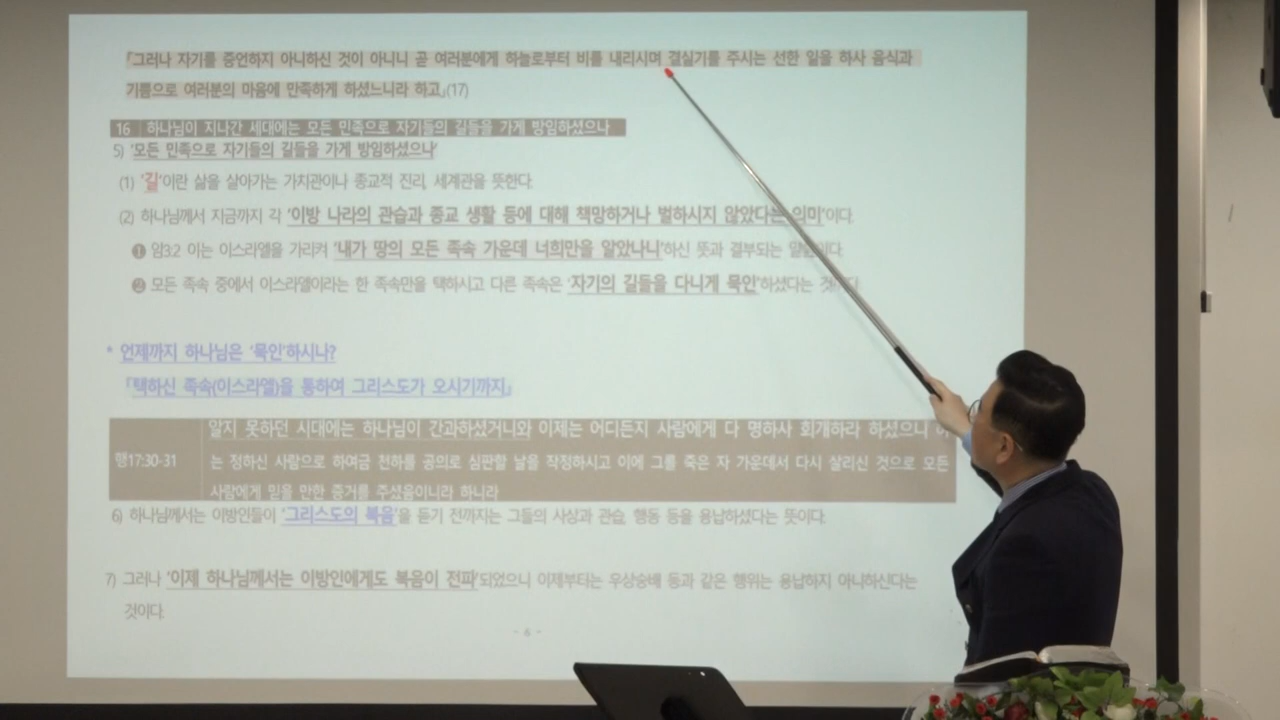 「그러나 자기를 증언하지 아니하신 것이 아니니 곧 여러분에게 하늘로부터 비를 내리시며 결실기를 주시는 선한 일을 하사 음식과
기쁨으로 여러분의 마음에 만족하게 하셨느니라 하고」(17)
16 하나님이 지나간 세대에는 모든 민족으로 자기들의 길들을 가게 방임하셨으나
5) '모든 민족으로 자기들의 길들을 가게 방임하셨으나'
(1) '길'이란 삶을 살아가는 가치관이나 종교적 진리, 세계관을 뜻한다.
(2) 하나님께서 지금까지 각 '이방 나라의 관습과 종교 생활 등에 대해 책망하거나 벌하시지 않았다는 의미'이다.
❶ 암3:2 이는 이스라엘을 가리켜 '내가 땅의 모든 족속 가운데 너희만을 알았나니'하신 뜻과 결부되는 말씀이다.
❷ 모든 족속 중에서 이스라엘이라는 한 족속만을 택하시고 다른 족속은 '자기의 길들을 다니게 묵인'하셨다는 것이다.
* 언제까지 하나님은 '묵인'하시나?
「택하신 족속(이스라엘)을 통하여 그리스도가 오시기까지」
행17:30-31
알지 못하던 시대에는 하나님이 간과하셨거니와 이제는 어디든지 사람에게 다 명하사 회개하라 하셨으니 이
는 정하신 사람으로 하여금 천하를 공의로 심판할 날을 작정하시고 이에 그를 죽은 자 가운데서 다시 살리신 것으로 모든
사람에게 믿을 만한 증거를 주셨음이니라 하니라
6) 하나님께서는 이방인들이 '그리스도의 복음'을 듣기 전까지는 그들의 사상과 관습, 행동 등을 용납하셨다는 뜻이다.
7) 그러나 '이제 하나님께서는 이방인에게도 복음이 전파'되었으니 이제부터는 우상숭배 등과 같은 행위는 용납하지 아니하신다는
것이다.
- 6 -